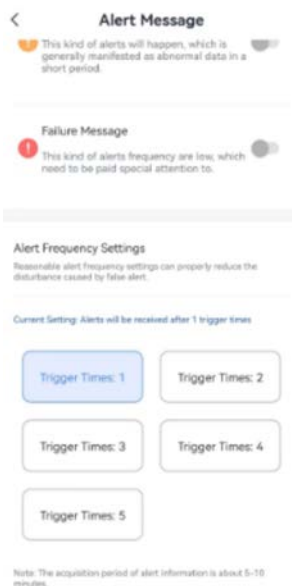 Alert Message
This kind of alerts will happen, which is
generally manifested as abnormal data in a
short period.
Failure Message
This kind of alerts frequency are low, which
need to be paid special attention to.
Alert Frequency Settings
Reasonable alert frequency settings can properly reduce the
disturbance caused by false alert.
Current Setting: Alerts will be received after 1 trigger times
Trigger Times: 1
Trigger Times: 2
Trigger Times: 3
Trigger Times: 4
Trigger Times: 5
Note: The acquisition period of alert information is about 5-10
minutes.